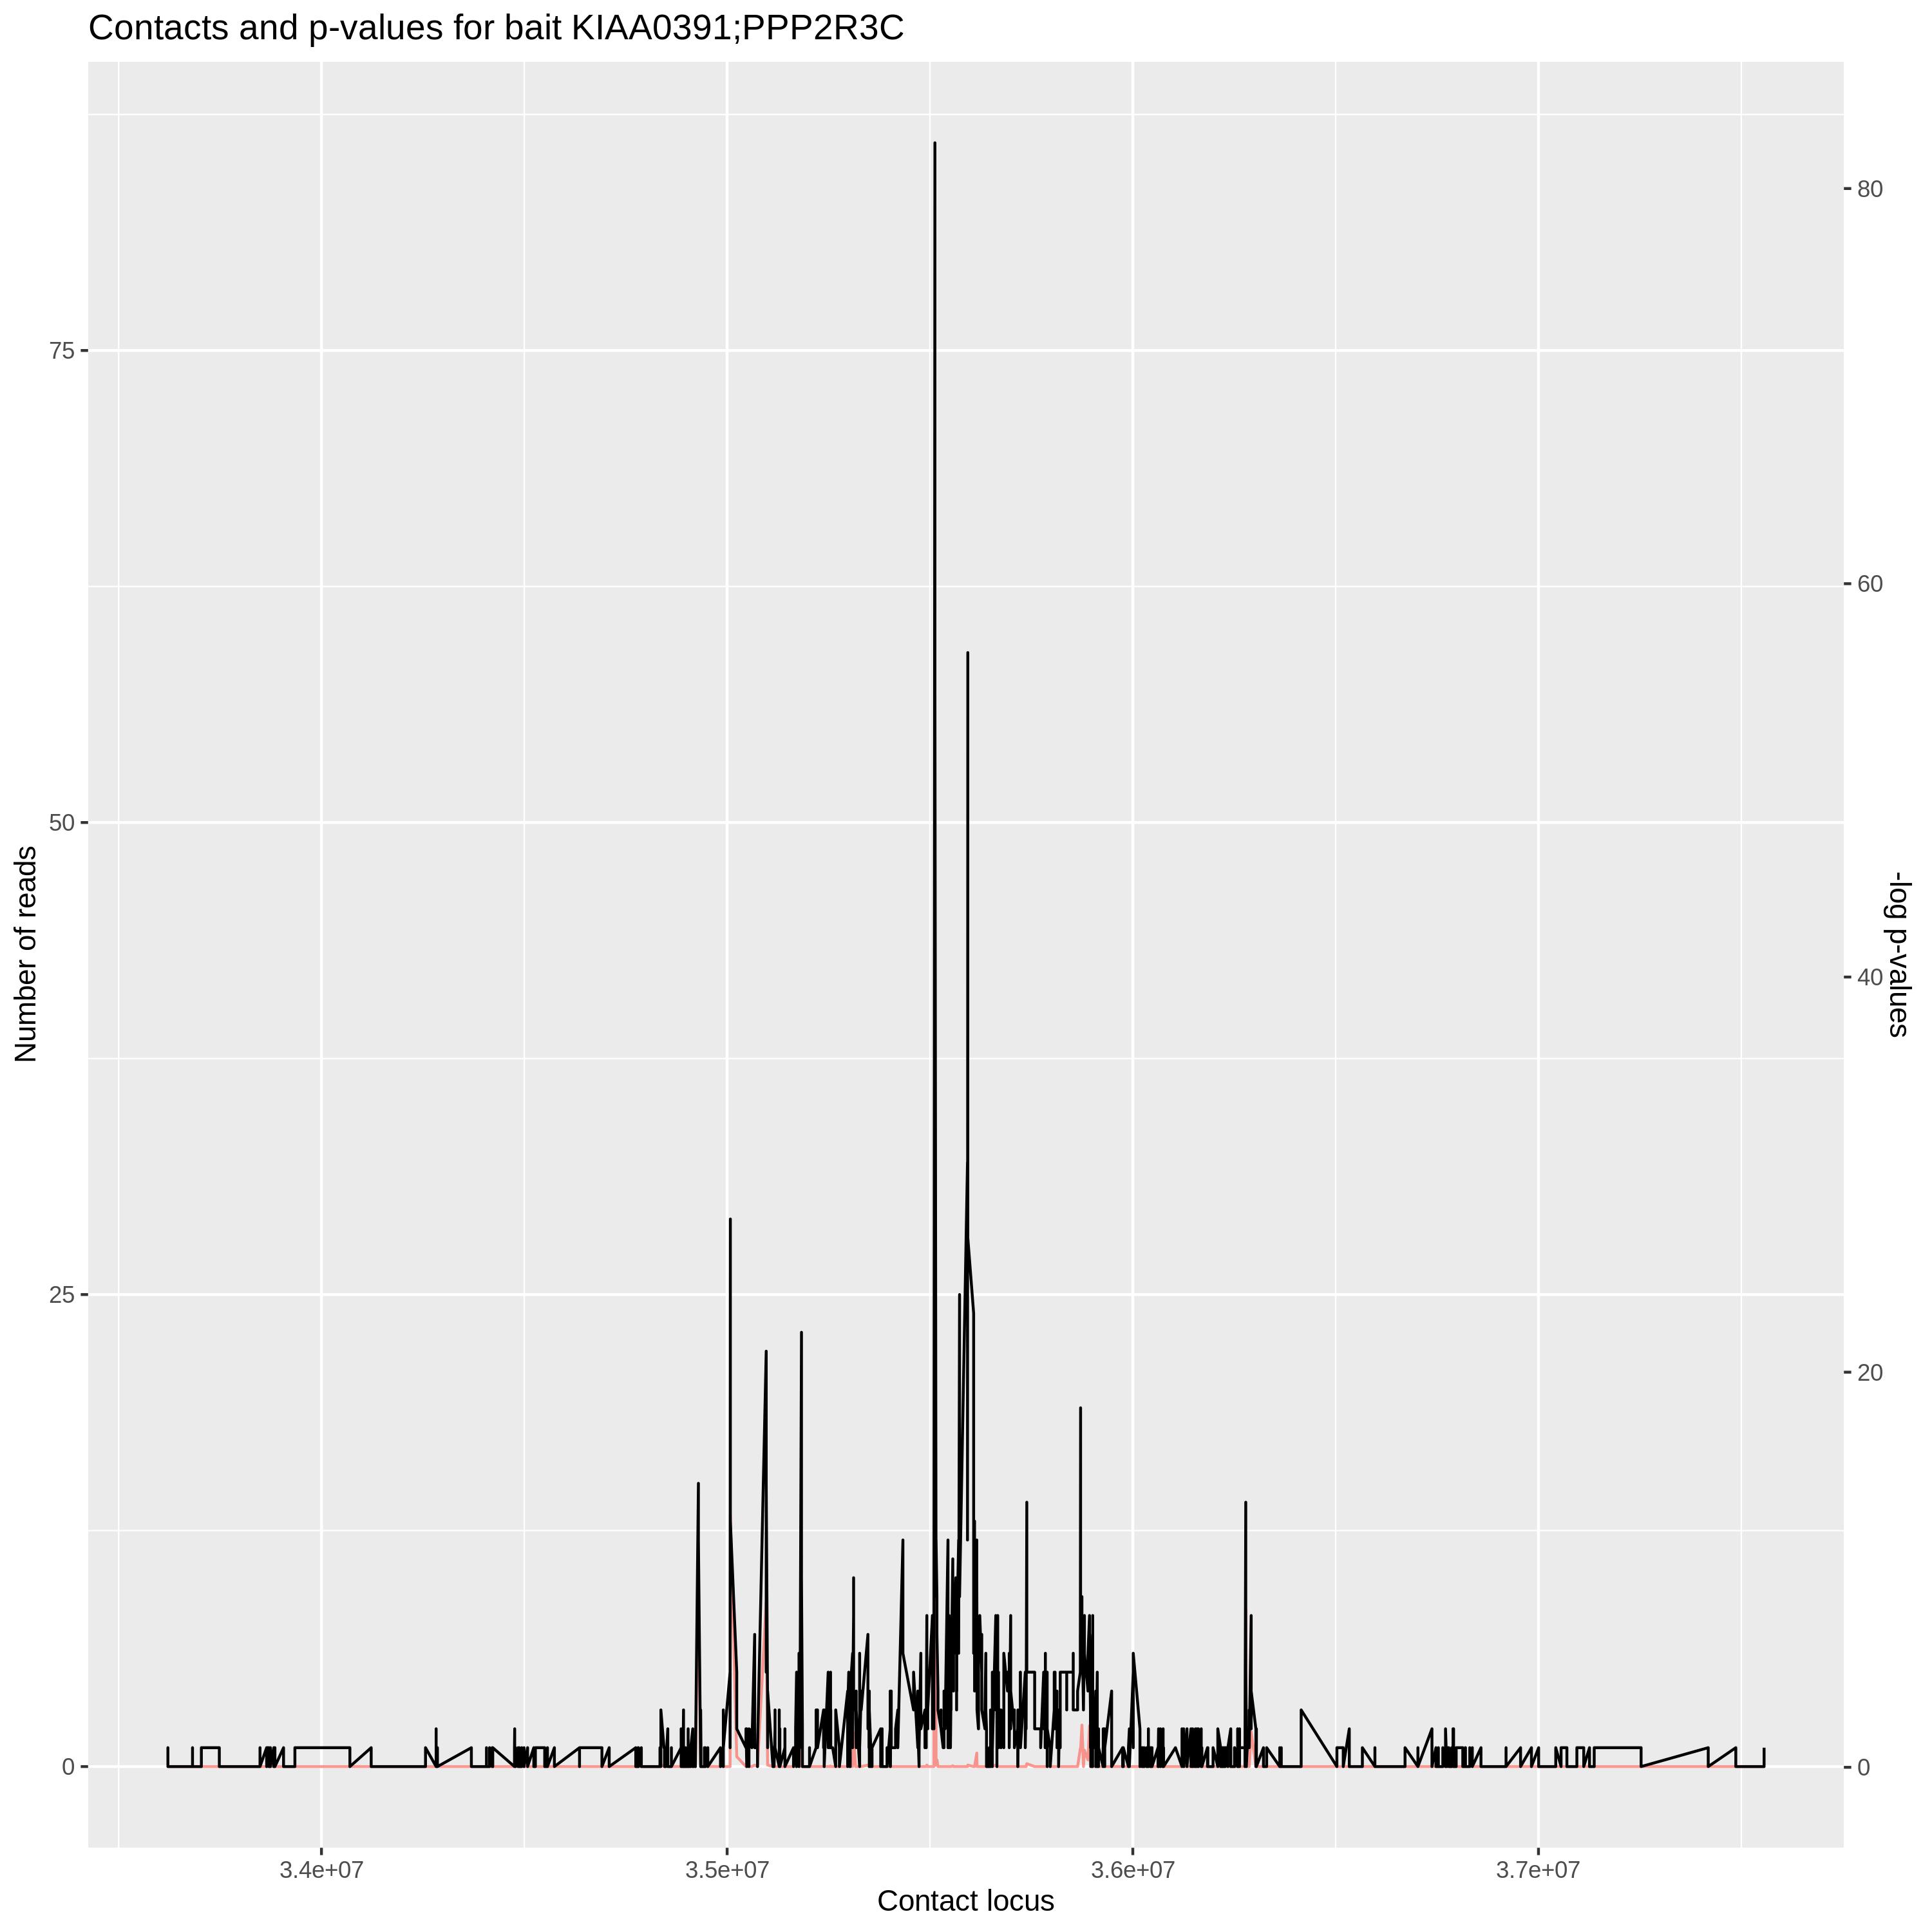 Contacts and p-values for bait KIAA0391;PPP2R3C
Number of reads
75
50
25
0
80
60
40
20
0
-log p-values
3.4e+07
3.5e+07
3.6e+07
3.7e+07
Contact locus